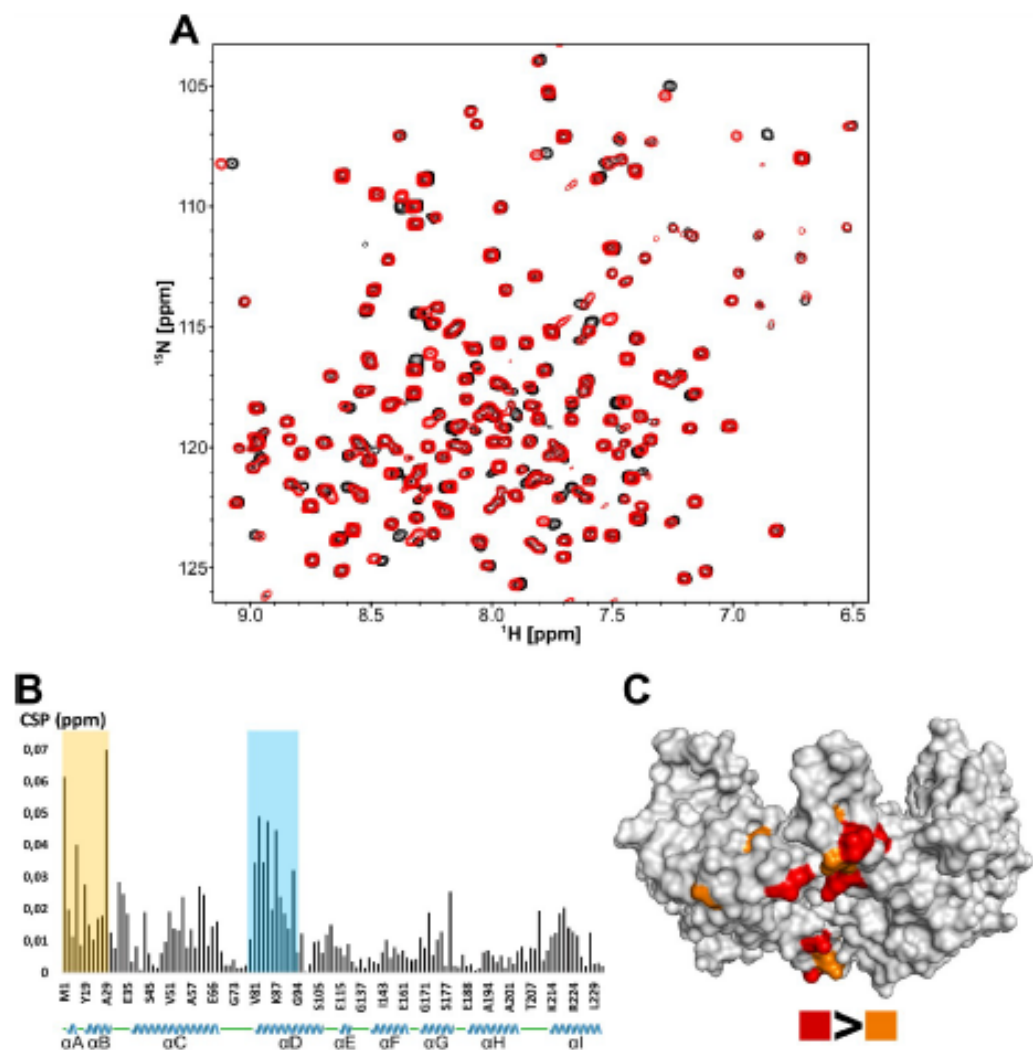 A
105
110
115
120
125
¹⁵N [ppm]
9.0 8.5 8.0 7.5 7.0 6.5
¹H [ppm]
B
CSP (ppm)
0,07
0,06
0,05
0,04
0,03
0,02
0,01
0
M1 Y19 A29 E35 S45 V51 A57 E66 G73 V81 K87 G94 S105 E115 G137 I143 E161 G171 S177 E188 A194 A201 T207 K214 R224 L229
αA αB αC αD αE αF αG αH αI
C
>